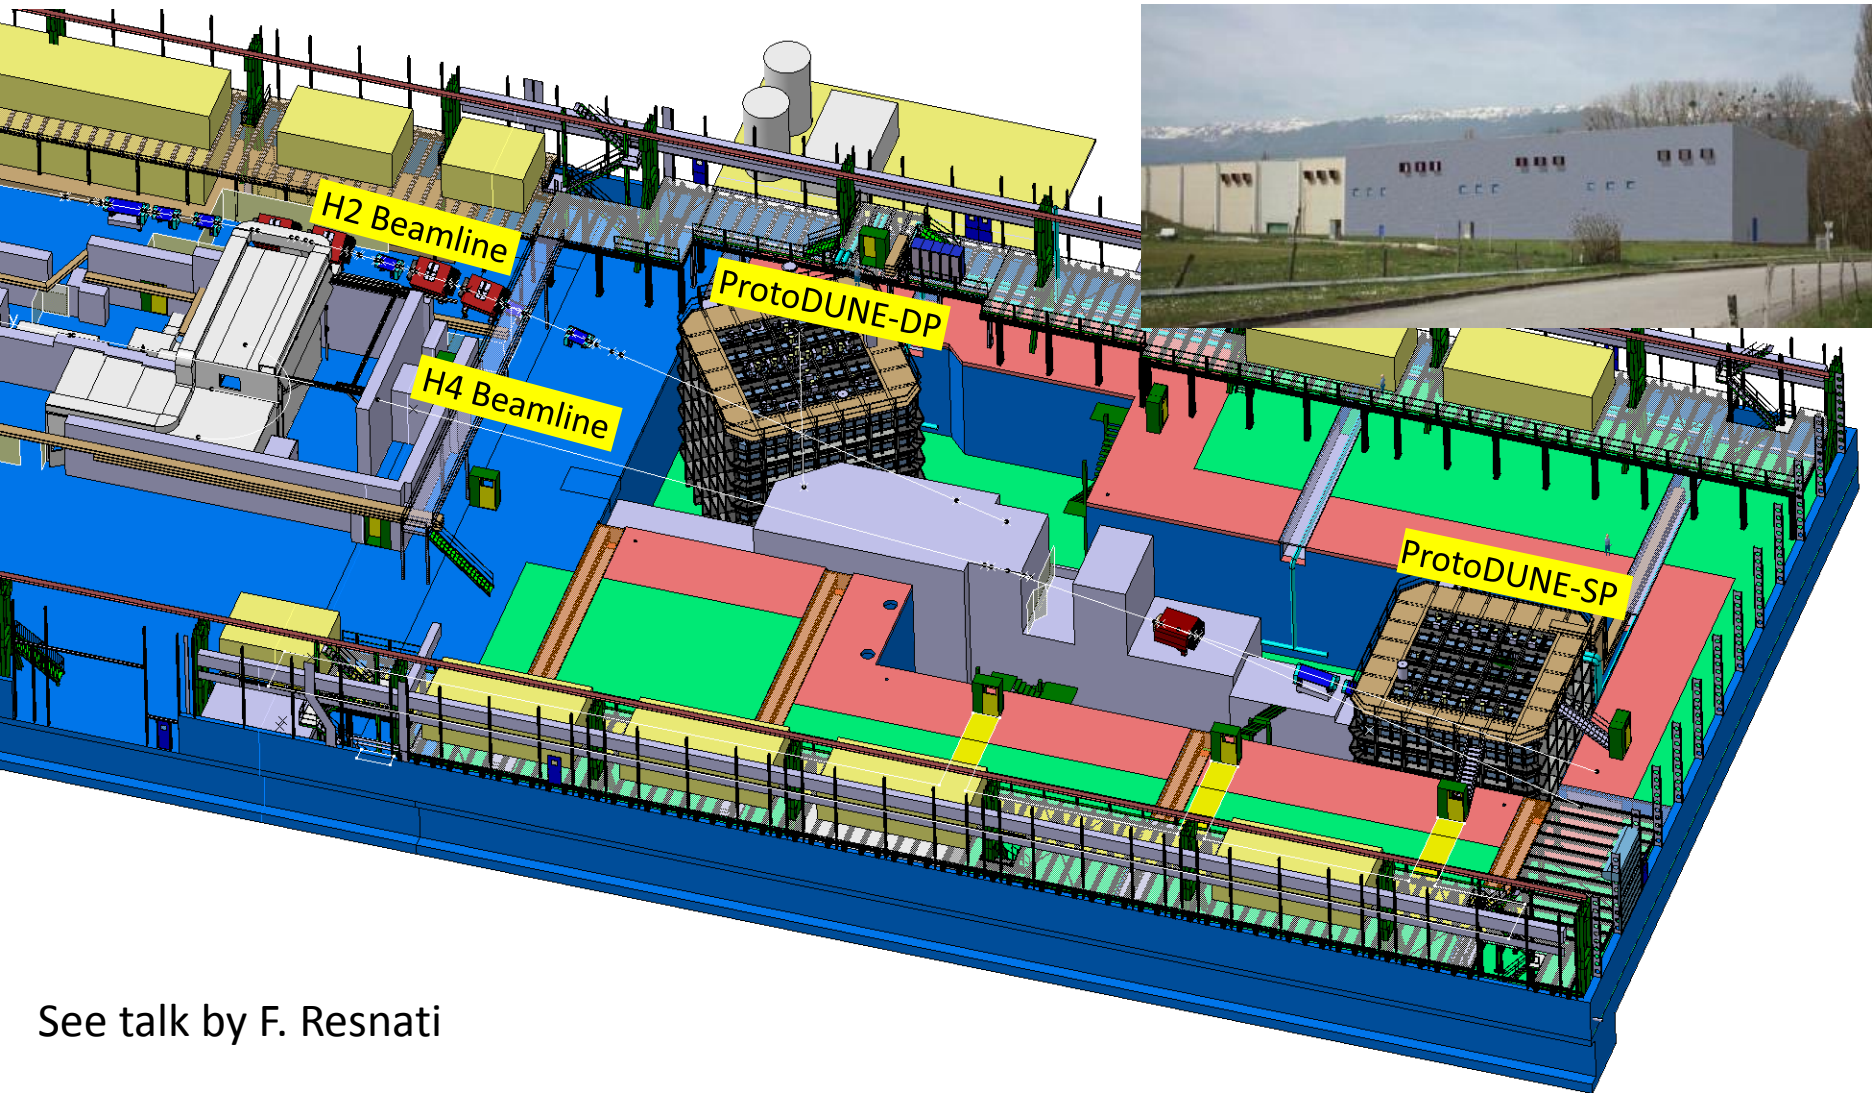 H2 Beamline
ProtoDUNE-DP
H4 Beamline
ProtoDUNE-SP
See talk by F. Resnati